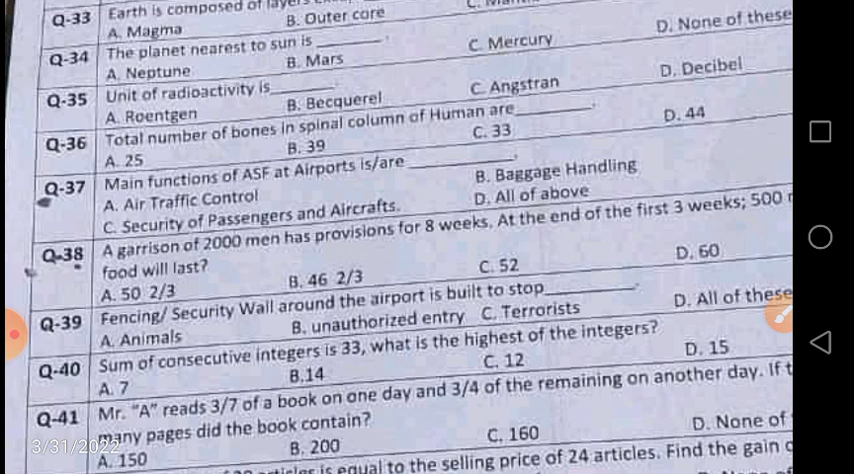 Q-33 Earth is composed of layers
A. Magma B. Outer core
Q-34 The planet nearest to sun is ________.
A. Neptune B. Mars C. Mercury D. None of these
Q-35 Unit of radioactivity is________.
A. Roentgen B. Becquerel C. Angstran D. Decibel
Q-36 Total number of bones in spinal column of Human are________.
A. 25 B. 39 C. 33 D. 44
Q-37 Main functions of ASF at Airports is/are ________.
A. Air Traffic Control B. Baggage Handling
C. Security of Passengers and Aircrafts. D. All of above
Q-38 A garrison of 2000 men has provisions for 8 weeks. At the end of the first 3 weeks; 500
food will last?
A. 50 2/3 B. 46 2/3 C. 52 D. 60
Q-39 Fencing/ Security Wall around the airport is built to stop________.
A. Animals B. unauthorized entry C. Terrorists D. All of these
Q-40 Sum of consecutive integers is 33, what is the highest of the integers?
A. 7 B.14 C. 12 D. 15
Q-41 Mr. "A" reads 3/7 of a book on one day and 3/4 of the remaining on another day. If
many pages did the book contain?
A. 150 B. 200 C. 160 D. None of
is equal to the selling price of 24 articles. Find the gain
3/31/2022